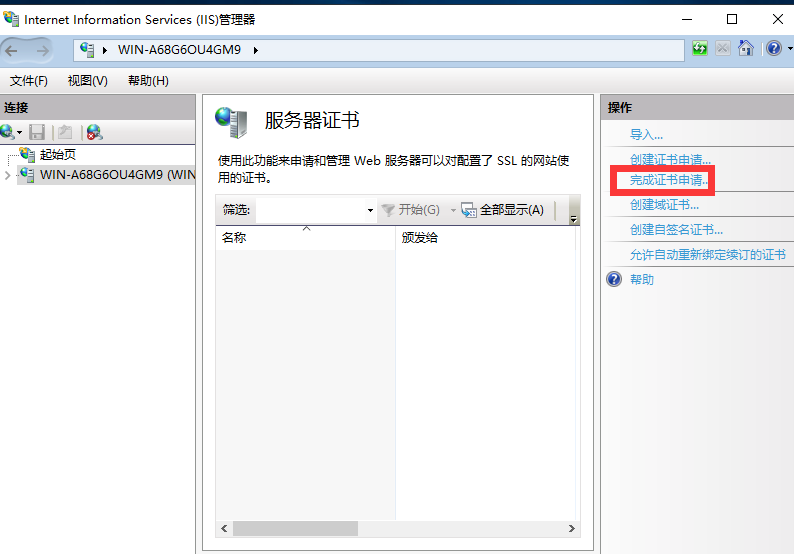 Internet Information Services (IIS)管理器
WIN-A68G6OU4GM9
文件(F) 视图(V) 帮助(H)
连接
起始页
WIN-A68G6OU4GM9 (WIN
服务器证书
使用此功能来申请和管理 Web 服务器可以对配置了 SSL 的网站使
用的证书。
筛选: 开始(G) 全部显示(A)
名称 颁发给
操作
导入...
创建证书申请...
完成证书申请...
创建域证书...
创建自签名证书...
允许自动重新绑定续订的证书
帮助